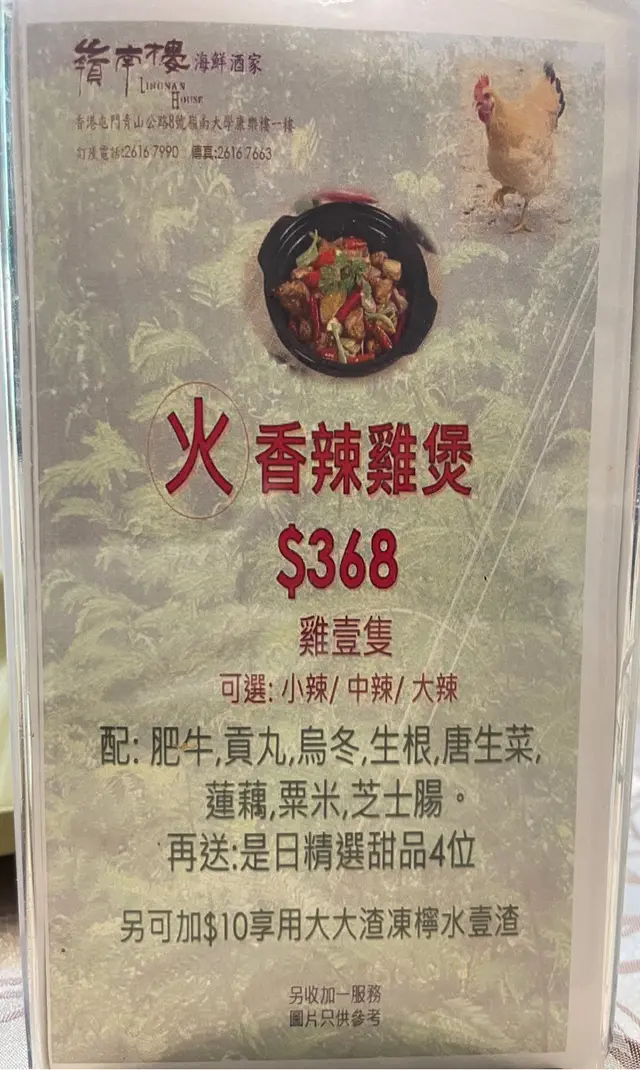 嶺南樓 海鮮酒家
LINGNAN
HOUSE
香港屯門青山公路8號嶺南大學康樂樓一樓
訂座電話:2616 7990 傳真:2616 7663
火 香辣雞煲
$368
雞壹隻
可選: 小辣/ 中辣/ 大辣
配: 肥牛,貢丸,烏冬,生根,唐生菜,
蓮藕,粟米,芝士腸。
再送:是日精選甜品4位
另可加$10享用大大渣凍檸水壹渣
另收加一服務
圖片只供參考